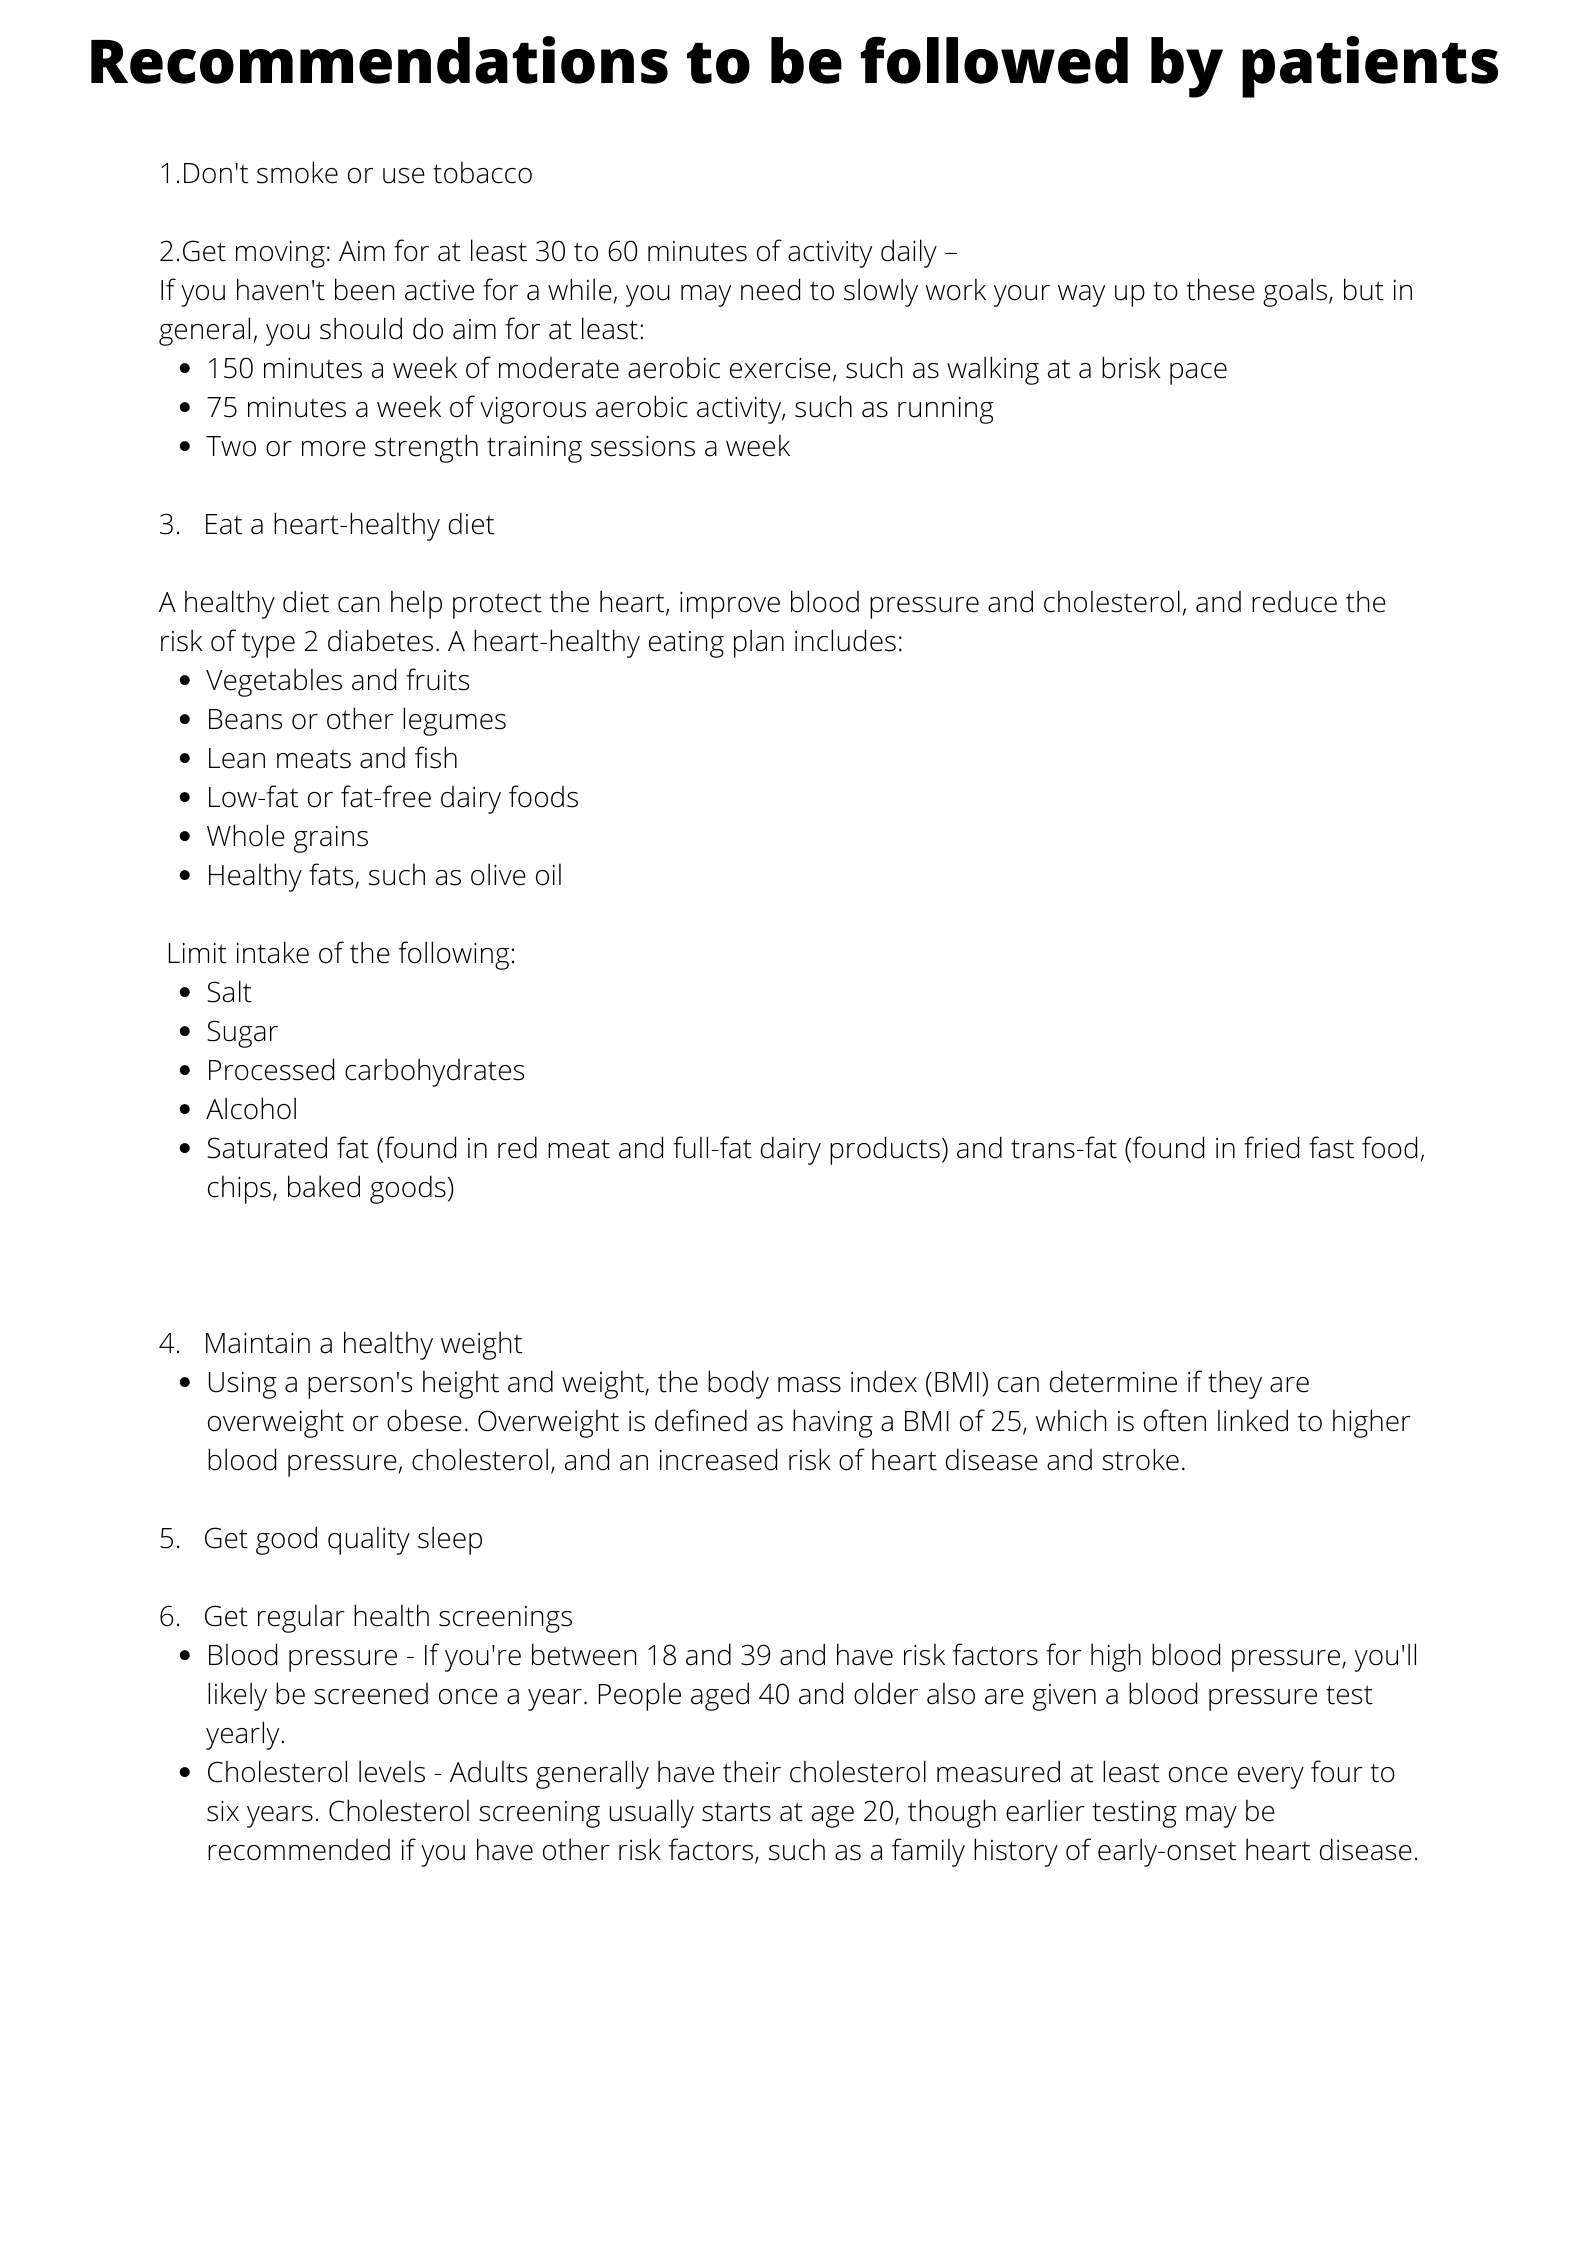 Recommendations to be followed by patients
1.Don't smoke or use tobacco
2.Get moving: Aim for at least 30 to 60 minutes of activity daily –
If you haven't been active for a while, you may need to slowly work your way up to these goals, but in
general, you should do aim for at least:
• 150 minutes a week of moderate aerobic exercise, such as walking at a brisk pace
• 75 minutes a week of vigorous aerobic activity, such as running
• Two or more strength training sessions a week
3. Eat a heart-healthy diet
A healthy diet can help protect the heart, improve blood pressure and cholesterol, and reduce the
risk of type 2 diabetes. A heart-healthy eating plan includes:
• Vegetables and fruits
• Beans or other legumes
• Lean meats and fish
• Low-fat or fat-free dairy foods
• Whole grains
• Healthy fats, such as olive oil
Limit intake of the following:
• Salt
• Sugar
• Processed carbohydrates
• Alcohol
• Saturated fat (found in red meat and full-fat dairy products) and trans-fat (found in fried fast food,
chips, baked goods)
4. Maintain a healthy weight
• Using a person's height and weight, the body mass index (BMI) can determine if they are
overweight or obese. Overweight is defined as having a BMI of 25, which is often linked to higher
blood pressure, cholesterol, and an increased risk of heart disease and stroke.
5. Get good quality sleep
6. Get regular health screenings
• Blood pressure - If you're between 18 and 39 and have risk factors for high blood pressure, you'll
likely be screened once a year. People aged 40 and older also are given a blood pressure test
yearly.
• Cholesterol levels - Adults generally have their cholesterol measured at least once every four to
six years. Cholesterol screening usually starts at age 20, though earlier testing may be
recommended if you have other risk factors, such as a family history of early-onset heart disease.